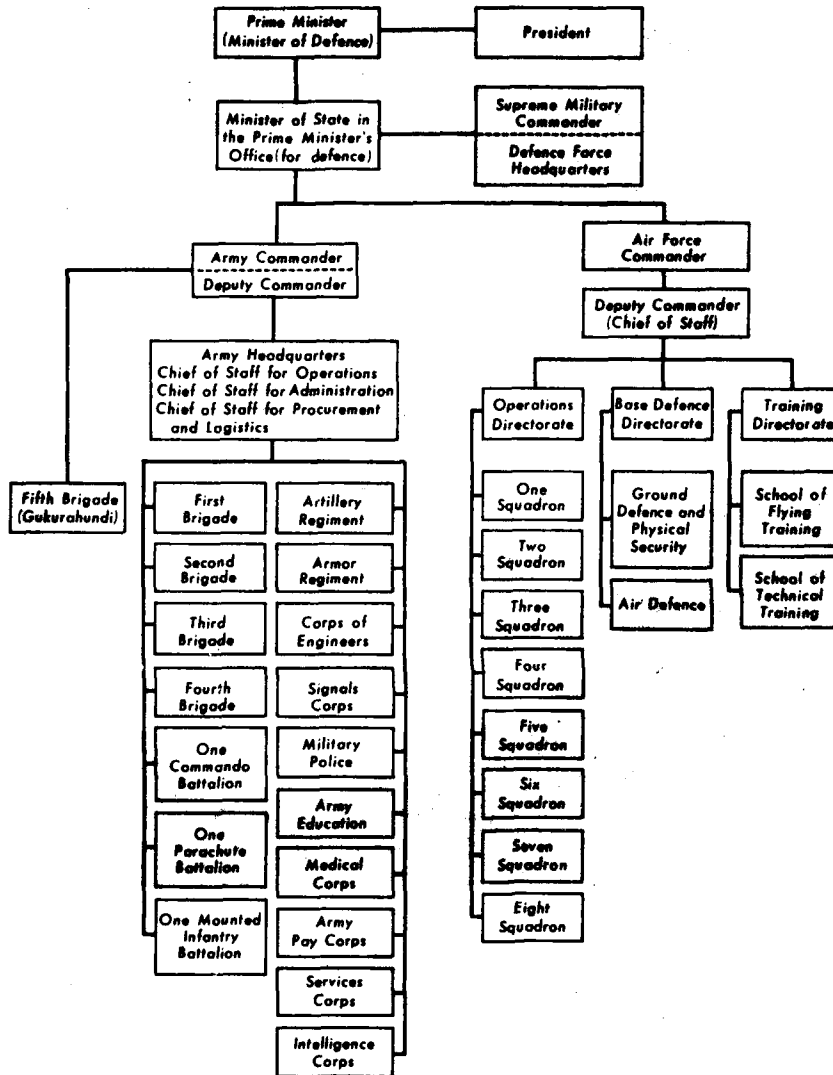 Prime Minister
(Minister of Defence)
President
Minister of State in
the Prime Minister's
Office (for defence)
Supreme Military
Commander
Defence Force
Headquarters
Army Commander
Deputy Commander
Air Force
Commander
Deputy Commander
(Chief of Staff)
Army Headquarters
Chief of Staff for Operations
Chief of Staff for Administration
Chief of Staff for Procurement
and Logistics
Operations
Directorate
Base Defence
Directorate
Training
Directorate
Fifth Brigade
(Gukurahundi)
First
Brigade
Second
Brigade
Third
Brigade
Fourth
Brigade
One
Commando
Battalion
One
Parachute
Battalion
One Mounted
Infantry
Battalion
Artillery
Regiment
Armor
Regiment
Corps of
Engineers
Signals
Corps
Military
Police
Army
Education
Medical
Corps
Army
Pay Corps
Services
Corps
Intelligence
Corps
One
Squadron
Two
Squadron
Three
Squadron
Four
Squadron
Five
Squadron
Six
Squadron
Seven
Squadron
Eight
Squadron
Ground
Defence and
Physical
Security
Air Defence
School of
Flying
Training
School of
Technical
Training